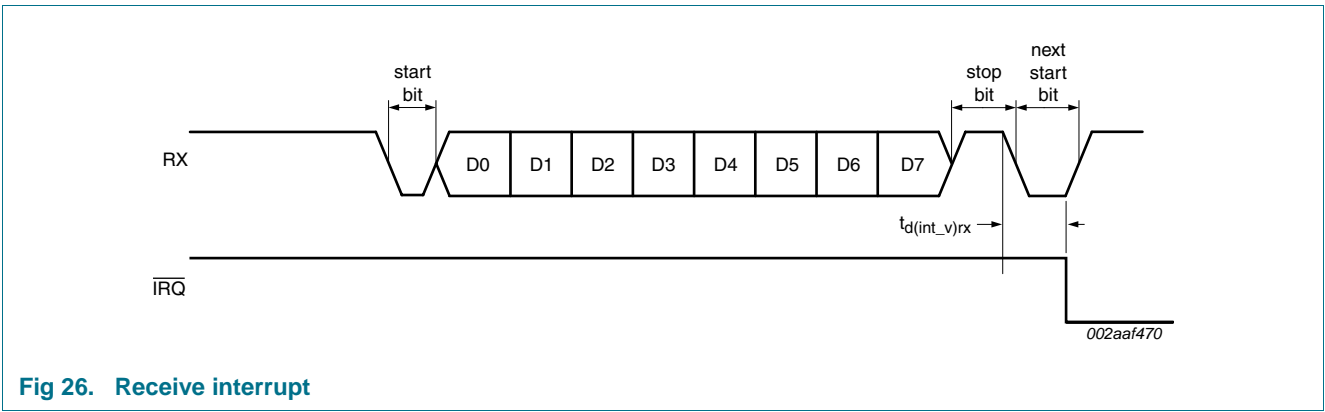 start
bit
stop
bit
next
start
bit
RX
D0 D1 D2 D3 D4 D5 D6 D7
td(int_v)rx
IRQ
002aaf470
Fig 26. Receive interrupt